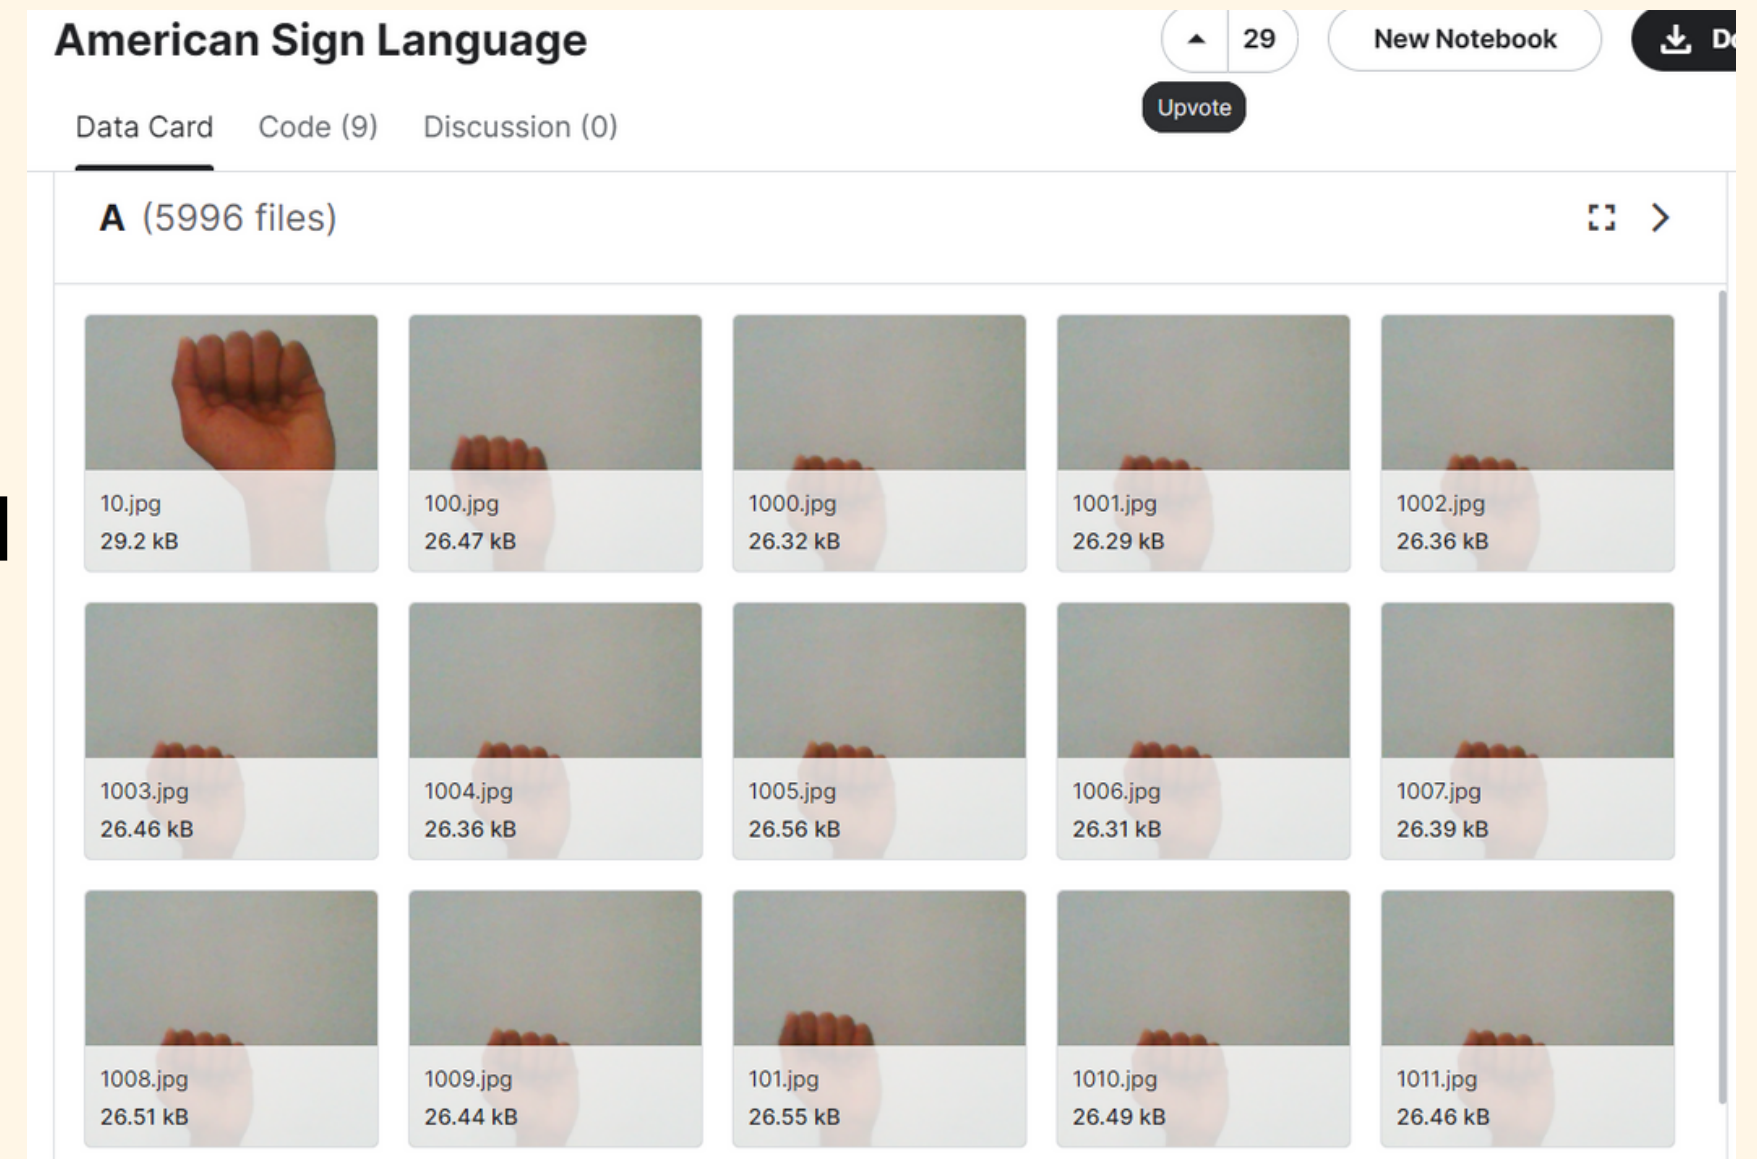 American Sign Language
29
New Notebook
Upvote
Data Card
Code (9)
Discussion (0)
A (5996 files)
10.jpg
29.2 kB
100.jpg
26.47 kB
1000.jpg
26.32 kB
1001.jpg
26.29 kB
1002.jpg
26.36 kB
1003.jpg
26.46 kB
1004.jpg
26.36 kB
1005.jpg
26.56 kB
1006.jpg
26.31 kB
1007.jpg
26.39 kB
1008.jpg
26.51 kB
1009.jpg
26.44 kB
101.jpg
26.55 kB
1010.jpg
26.49 kB
1011.jpg
26.46 kB